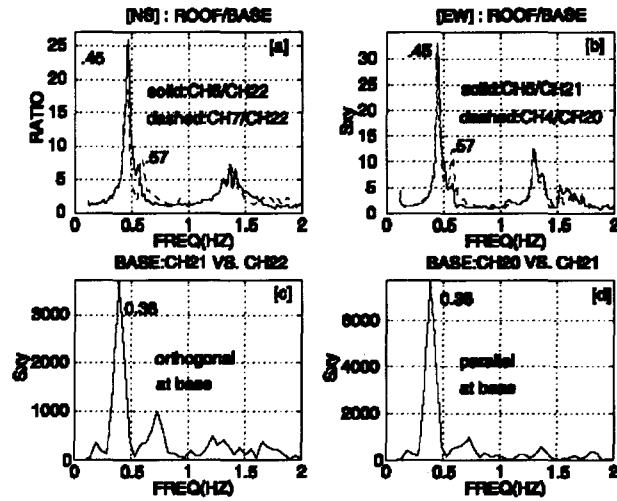 [NS] : ROOF/BASE
[a]
.45
solid:CH6/CH22
dashed:CH7/CH22
.57
RATIO
25
20
15
10
5
0
0 0.5 1 1.5 2
FREQ(HZ)
[EW] : ROOF/BASE
[b]
.45
solid:CH5/CH21
dashed:CH4/CH20
.57
Sxy
30
25
20
15
10
5
0
0 0.5 1 1.5 2
FREQ(HZ)
BASE:CH21 VS. CH22
[c]
0.38
orthogonal
at base
Sxy
3000
2000
1000
0
0 0.5 1 1.5 2
FREQ(HZ)
BASE:CH20 VS. CH21
[d]
0.38
parallel
at base
Sxy
6000
4000
2000
0
0 0.5 1 1.5 2
FREQ(HZ)